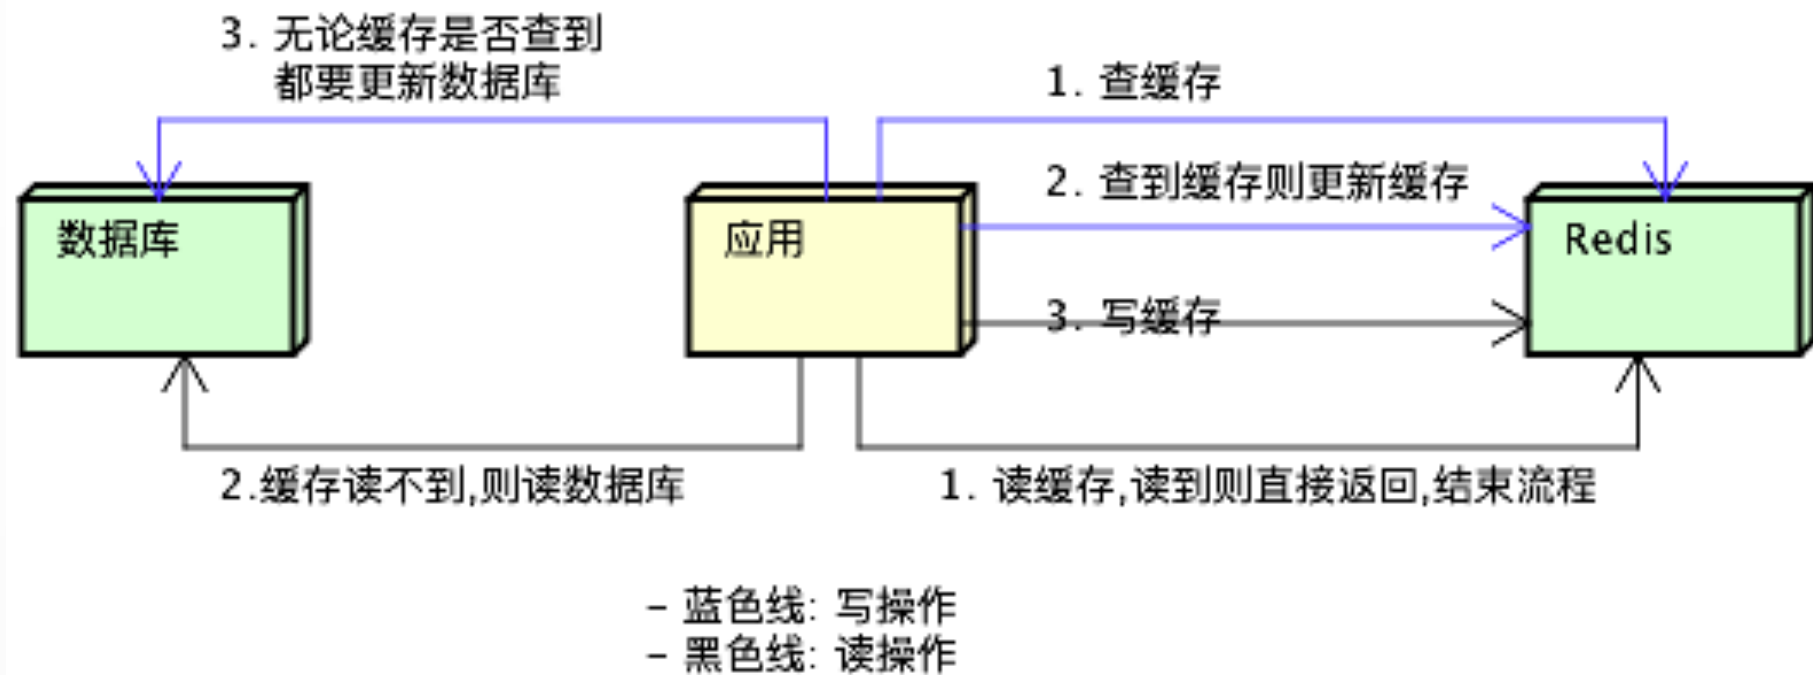 3. 无论缓存是否查到
都要更新数据库
1. 查缓存
2. 查到缓存则更新缓存
数据库
应用
Redis
3. 写缓存
2.缓存读不到,则读数据库
1. 读缓存,读到则直接返回,结束流程
- 蓝色线: 写操作
- 黑色线: 读操作